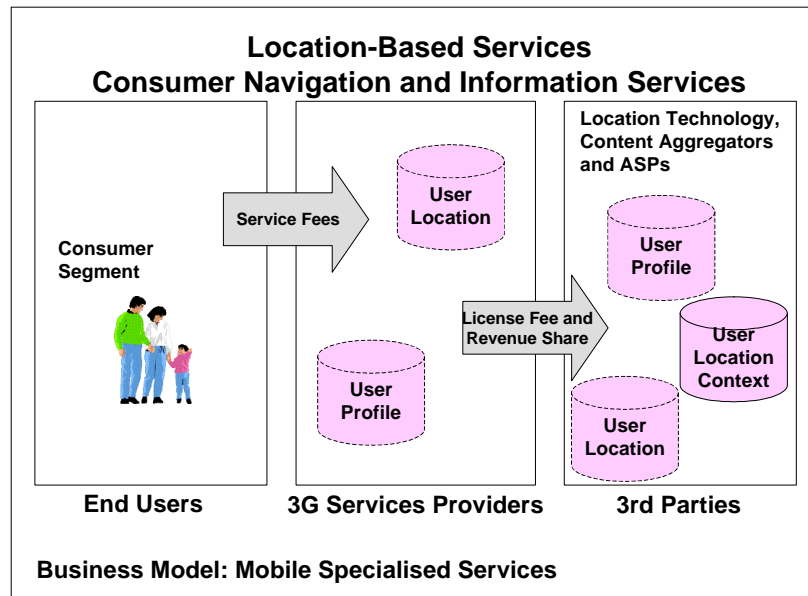 Location-Based Services
Consumer Navigation and Information Services
Consumer
Segment
Service Fees
User
Location
User
Profile
License Fee and
Revenue Share
Location Technology,
Content Aggregators
and ASPs
User
Profile
User
Location
Context
User
Location
End Users
3G Services Providers
3rd Parties
Business Model: Mobile Specialised Services